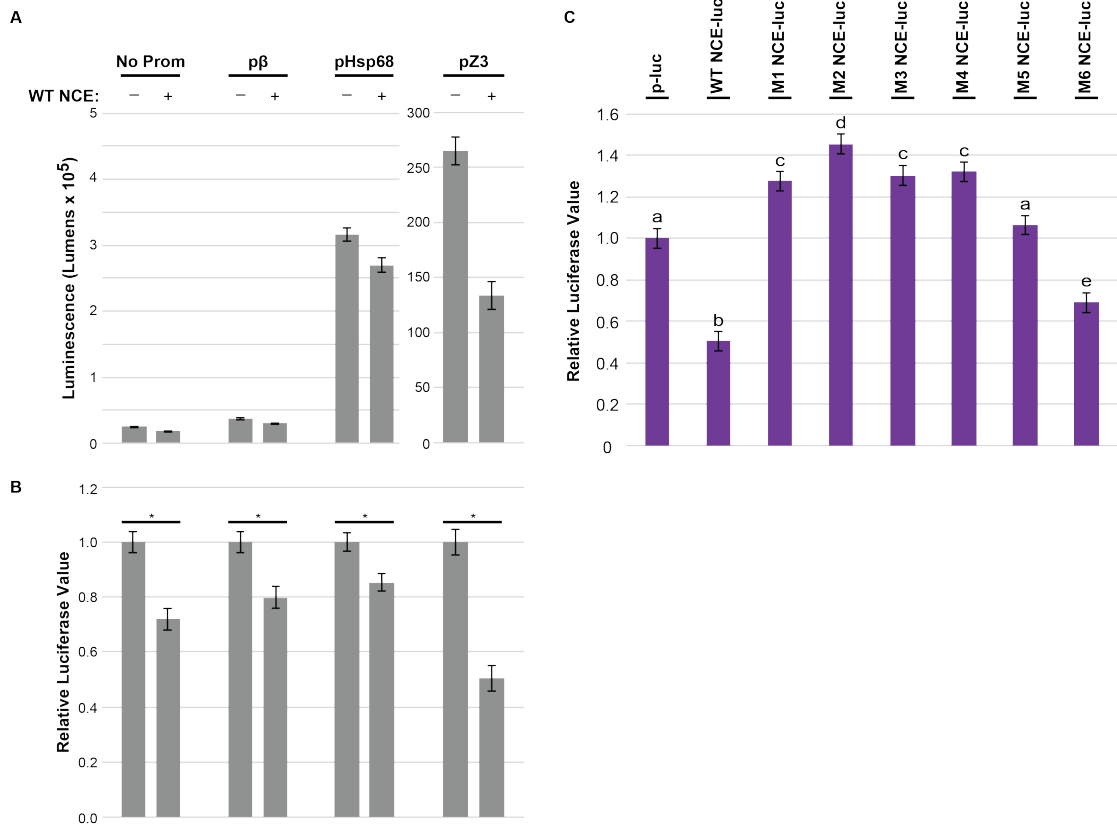 A
No Prom
pβ
pHsp68
pZ3
WT NCE:
— + — + — + — +
Luminescence (Lumens x 10⁵)
5
4
3
2
1
0
300
250
200
150
100
50
0
B
Relative Luciferase Value
1.2
1.0
0.8
0.6
0.4
0.2
0.0
* * * *
C
p-luc
WT NCE-luc
M1 NCE-luc
M2 NCE-luc
M3 NCE-luc
M4 NCE-luc
M5 NCE-luc
M6 NCE-luc
Relative Luciferase Value
1.6
1.4
1.2
1.0
0.8
0.6
0.4
0.2
0
a
b
c
d
c
c
a
e